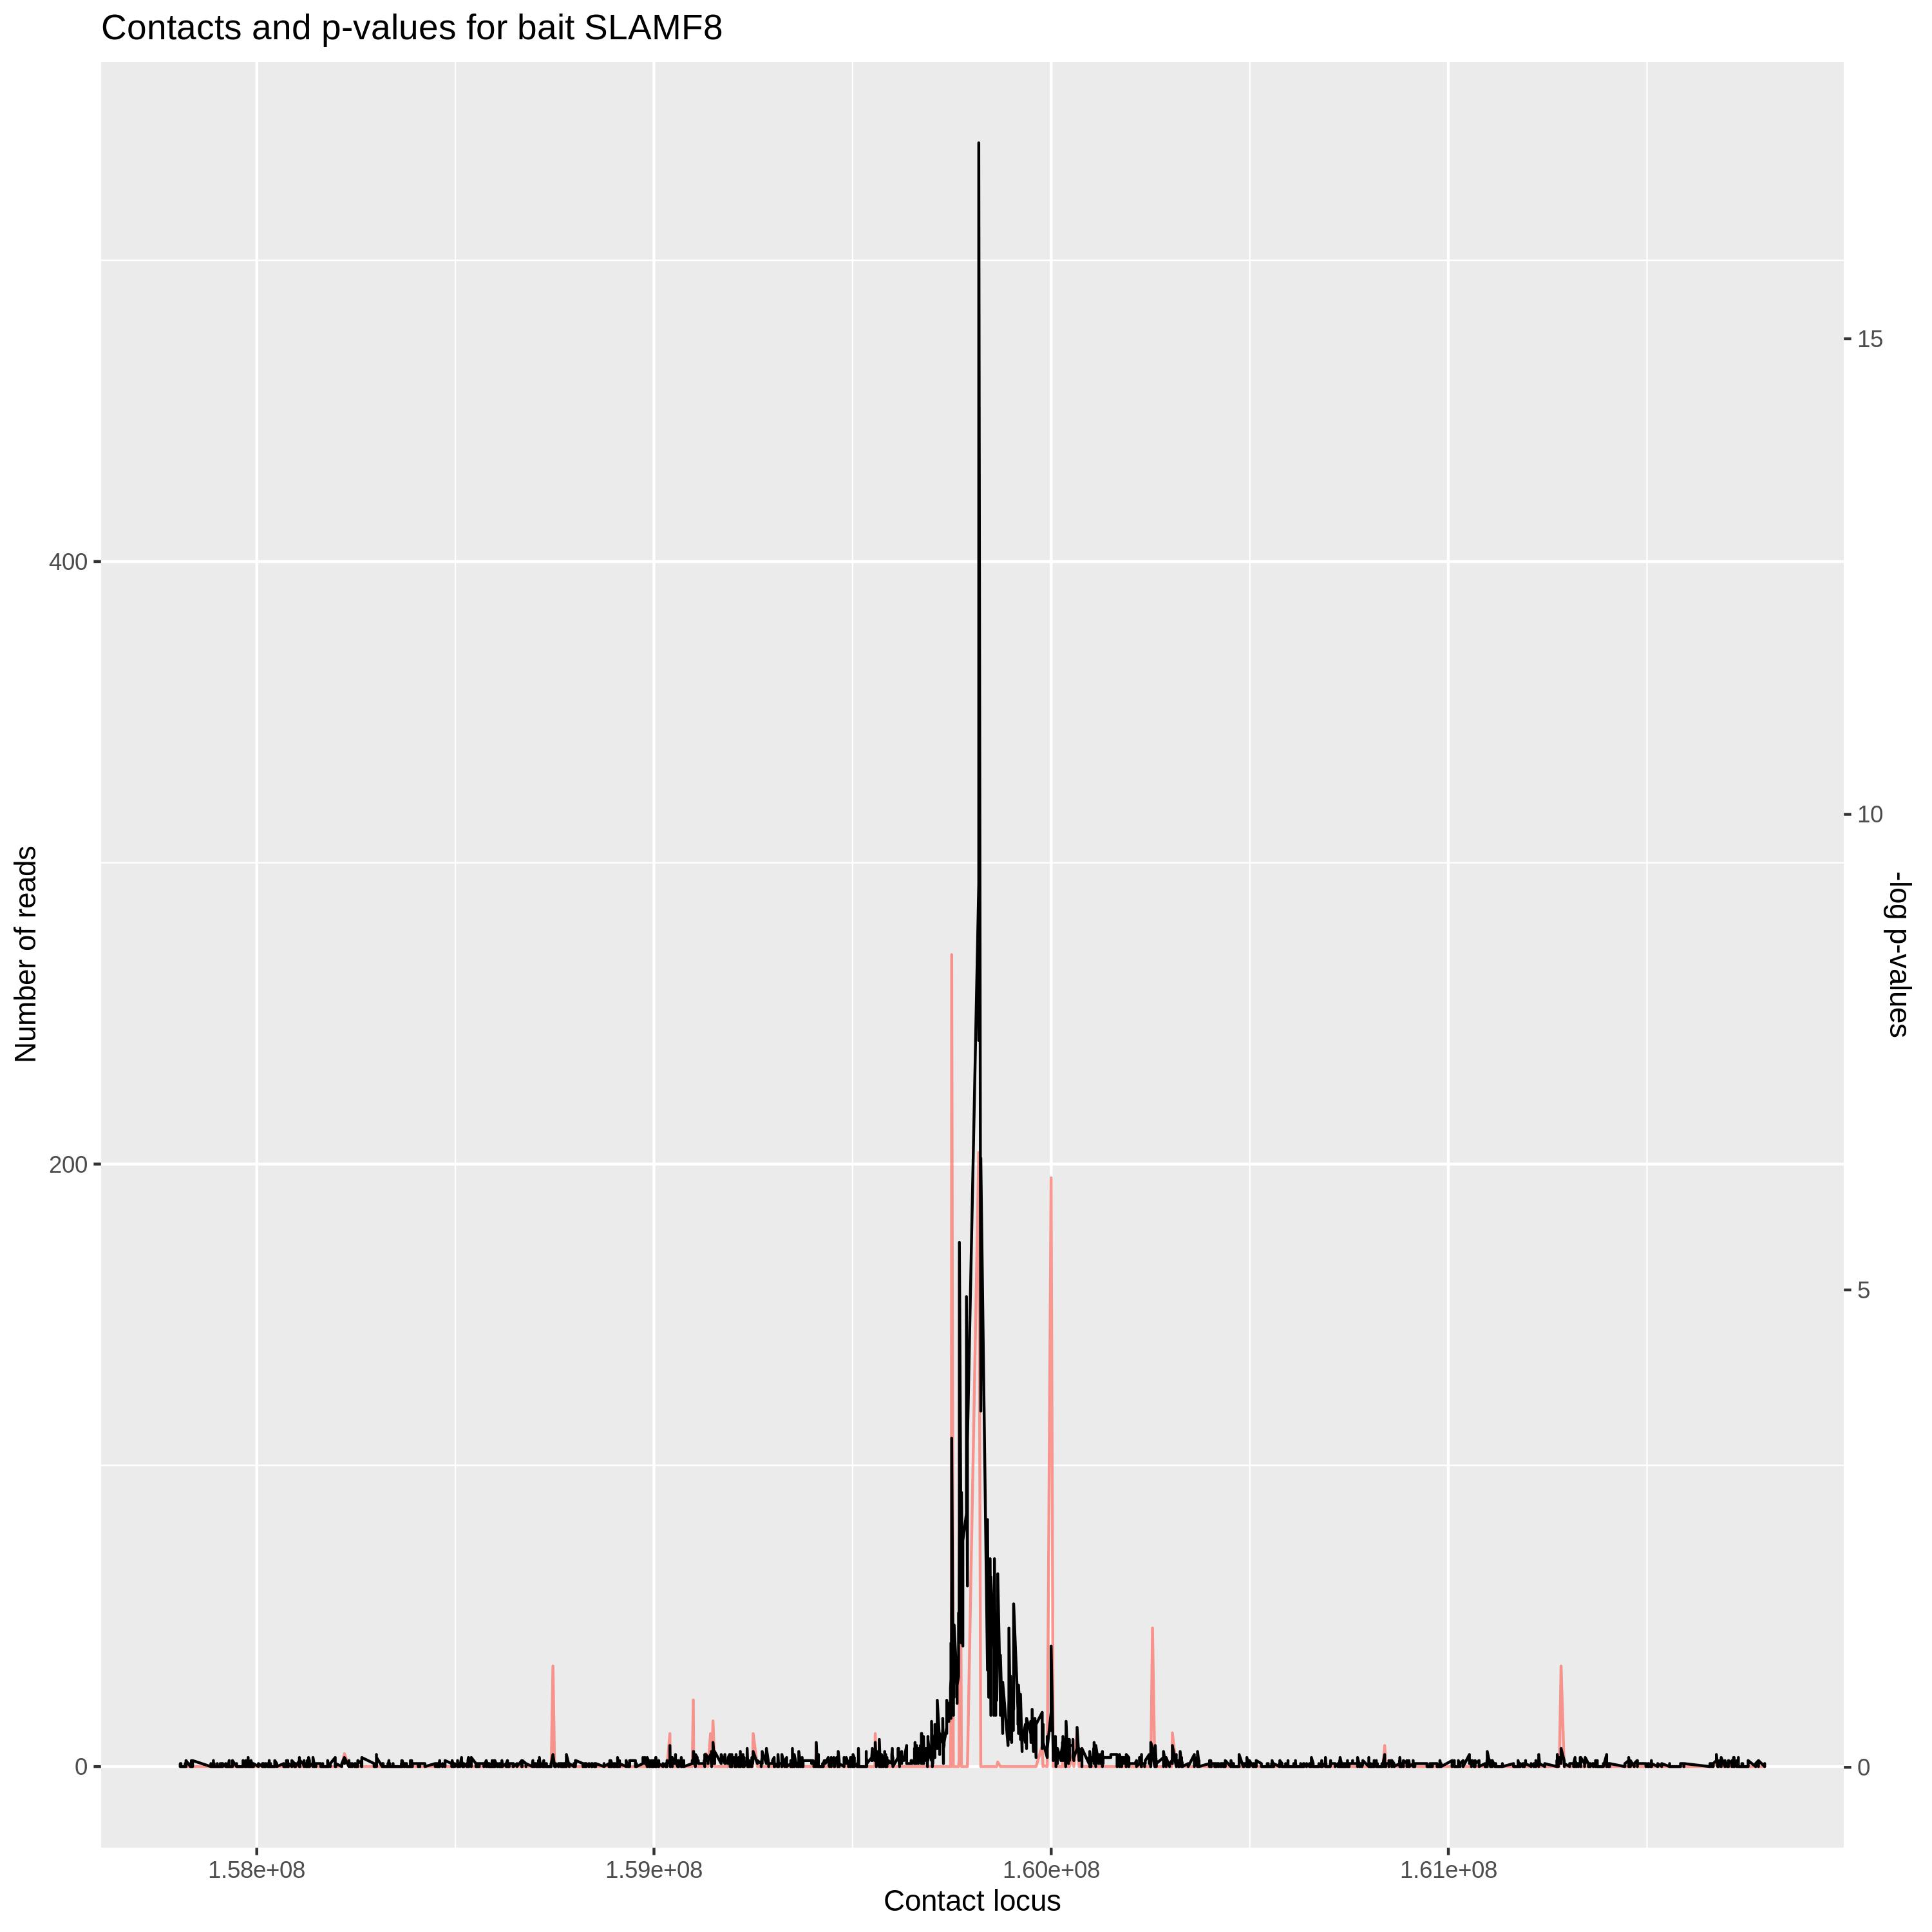 Contacts and p-values for bait SLAMF8
Number of reads
400
200
0
15
10
5
0
-log p-values
1.58e+08
1.59e+08
1.60e+08
1.61e+08
Contact locus